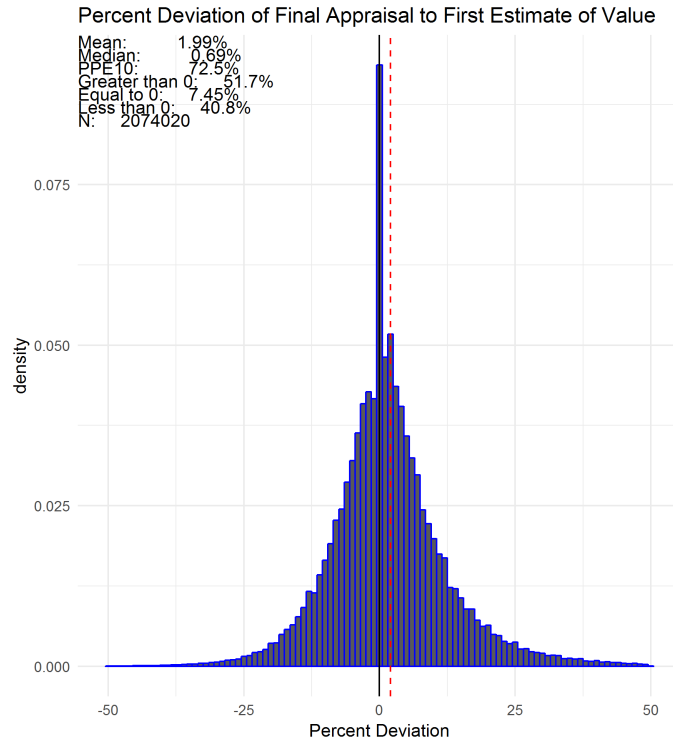 Percent Deviation of Final Appraisal to First Estimate of Value
Mean: 1.99%
Median: 0.69%
PPE10: 72.5%
Greater than 0: 51.7%
Equal to 0: 7.45%
Less than 0: 40.8%
N: 2074020
0.075
0.050
0.025
0.000
density
-50
-25
0
25
50
Percent Deviation